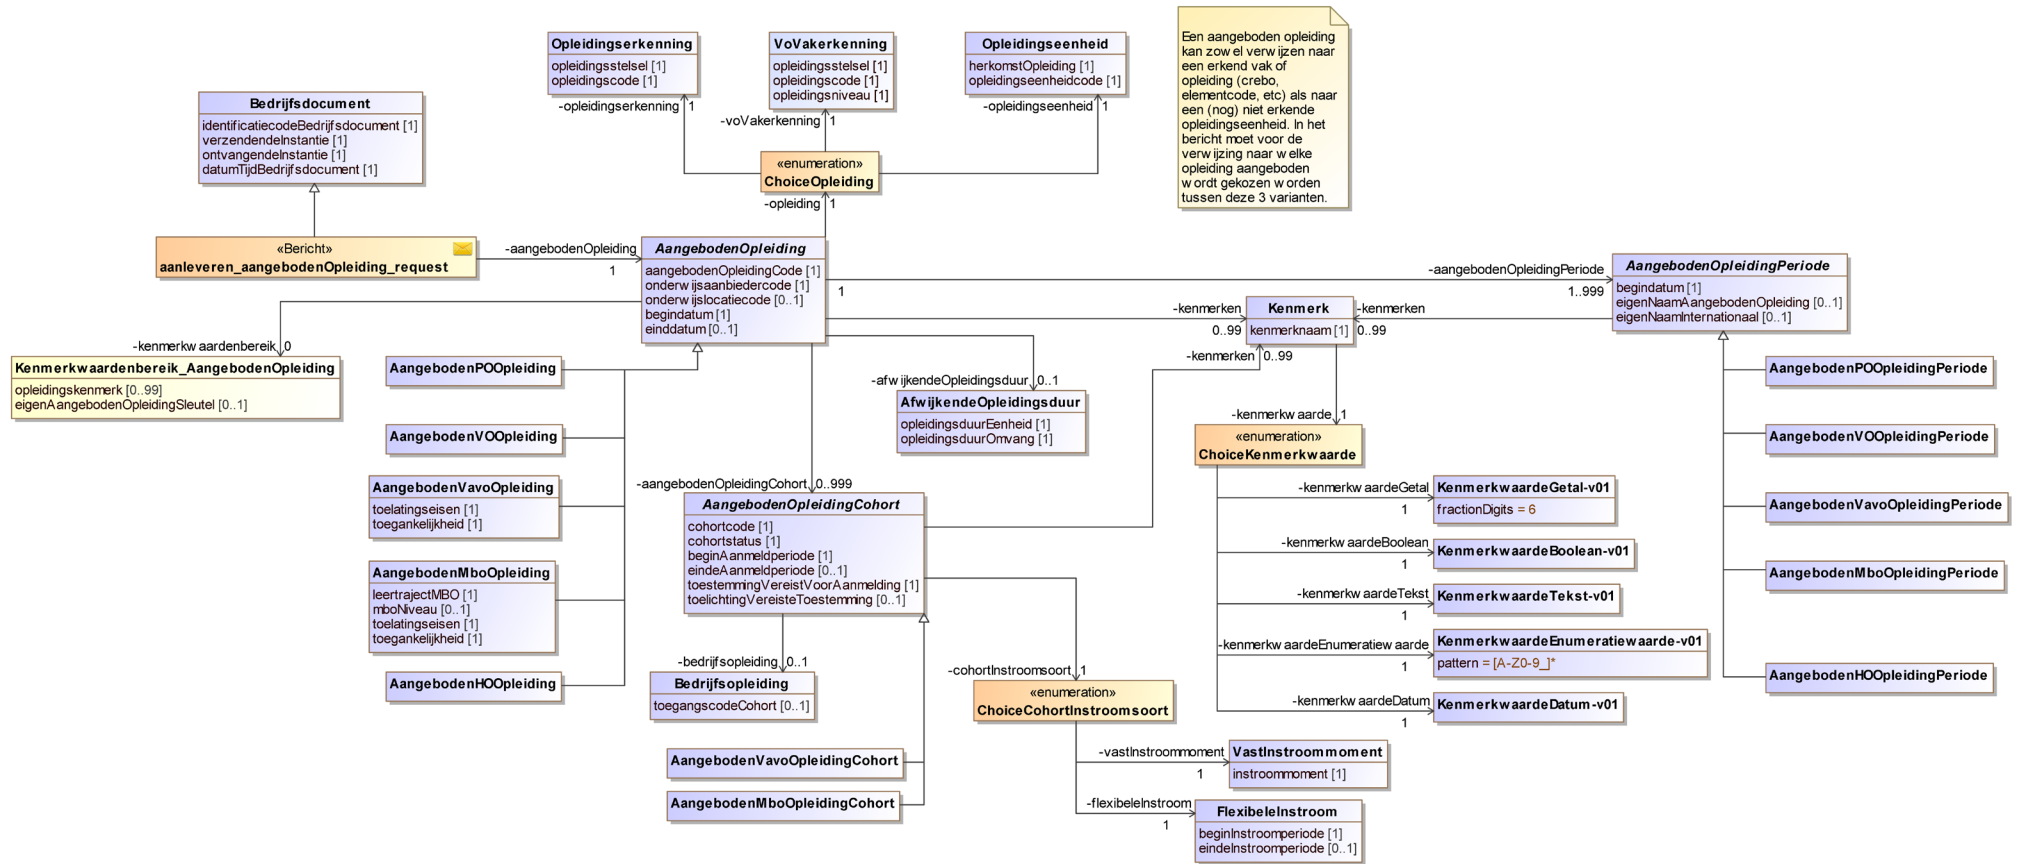 Opleidingserkenning
opleidingsstelsel [1]
opleidingscode [1]
VoVakerkenning
opleidingsstelsel [1]
opleidingscode [1]
opleidingsniveau [1]
Opleidingseenheid
herkomstOpleiding [1]
opleidingseenheidcode [1]
Een aangeboden opleiding
kan zowel verwijzen naar
een erkend vak of
opleiding (crebo,
elementcode, etc) als naar
een (nog) niet erkende
opleidingseenheid. In het
bericht moet voor de
verwijzing naar welke
opleiding aangeboden
wordt gekozen worden
tussen deze 3 varianten.
Bedrijfsdocument
identificatiecodeBedrijfsdocument [1]
verzendendeInstantie [1]
ontvangendeInstantie [1]
datumTijdBedrijfsdocument [1]
-opleidingserkenning 1
-voVakerkenning 1
-opleidingseenheid 1
«enumeration»
ChoiceOpleiding
-opleiding 1
«Bericht»
aanleveren_aangebodenOpleiding_request
-aangebodenOpleiding
1
AangebodenOpleiding
aangebodenOpleidingCode [1]
onderwijsaanbiedercode [1]
onderwijslocatiecode [0..1]
begindatum [1]
einddatum [0..1]
1
-aangebodenOpleidingPeriode
1..999
AangebodenOpleidingPeriode
begindatum [1]
eigenNaamAangebodenOpleiding [0..1]
eigenNaamInternationaal [0..1]
-kenmerken
0..99
Kenmerk
kenmerknaam [1]
-kenmerken
0..99
-kenmerken 0..99
-kenmerkwaardenbereik 0
Kenmerkwaardenbereik_AangebodenOpleiding
opleidingskenmerk [0..99]
eigenAangebodenOpleidingSleutel [0..1]
AangebodenPOOpleiding
AangebodenVOOpleiding
AangebodenVavoOpleiding
toelatingseisen [1]
toegankelijkheid [1]
AangebodenMboOpleiding
leertrajectMBO [1]
mboNiveau [0..1]
toelatingseisen [1]
toegankelijkheid [1]
AangebodenHOOpleiding
-afwijkendeOpleidingsduur 0..1
AfwijkendeOpleidingsduur
opleidingsduurEenheid [1]
opleidingsduurOmvang [1]
-aangebodenOpleidingCohort 0..999
AangebodenOpleidingCohort
cohortcode [1]
cohortstatus [1]
beginAanmeldperiode [1]
eindeAanmeldperiode [0..1]
toestemmingVereistVoorAanmelding [1]
toelichtingVereisteToestemming [0..1]
-bedrijfsopleiding 0..1
Bedrijfsopleiding
toegangscodeCohort [0..1]
AangebodenVavoOpleidingCohort
AangebodenMboOpleidingCohort
-cohortInstroomsoort 1
«enumeration»
ChoiceCohortInstroomsoort
-vastInstroommoment
1
VastInstroommoment
instroommoment [1]
-flexibeleInstroom
1
FlexibeleInstroom
beginInstroomperiode [1]
eindeInstroomperiode [0..1]
-kenmerkwaarde 1
«enumeration»
ChoiceKenmerkwaarde
-kenmerkwaardeGetal
1
KenmerkwaardeGetal-v01
fractionDigits = 6
-kenmerkwaardeBoolean
1
KenmerkwaardeBoolean-v01
-kenmerkwaardeTekst
1
KenmerkwaardeTekst-v01
-kenmerkwaardeEnumeratiewaarde
1
KenmerkwaardeEnumeratiewaarde-v01
pattern = [A-Z0-9_]*
-kenmerkwaardeDatum
1
KenmerkwaardeDatum-v01
AangebodenPOOpleidingPeriode
AangebodenVOOpleidingPeriode
AangebodenVavoOpleidingPeriode
AangebodenMboOpleidingPeriode
AangebodenHOOpleidingPeriode